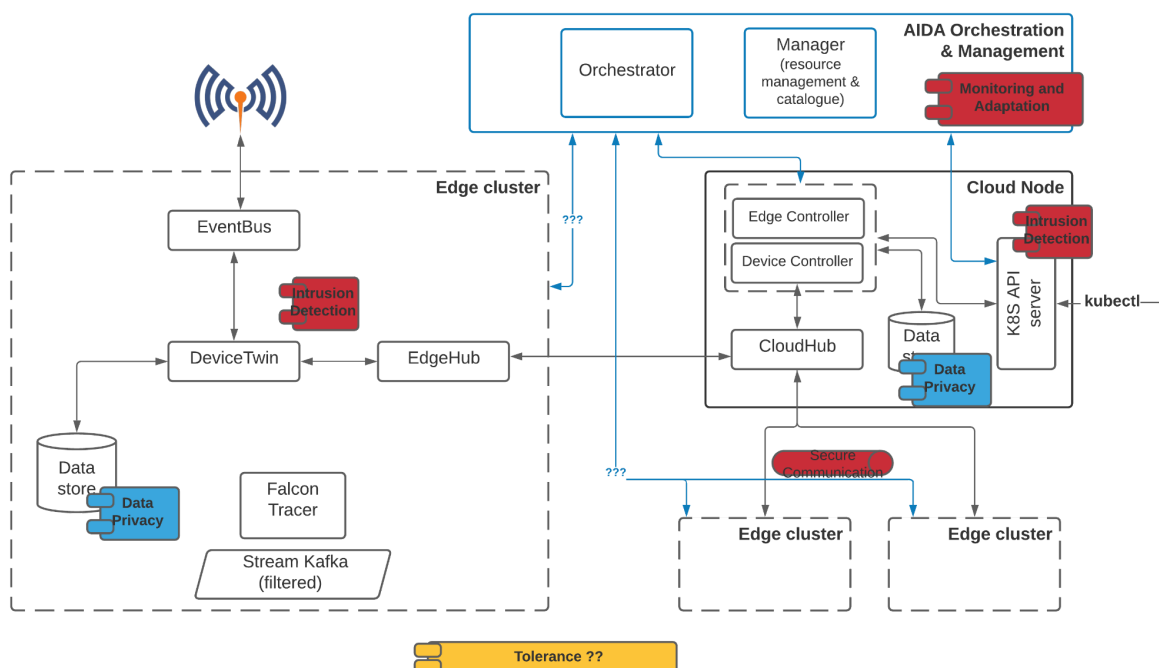 AIDA Orchestration
& Management
Orchestrator
Manager
(resource
management &
catalogue)
Monitoring and
Adaptation
Edge cluster
EventBus
???
Intrusion
Detection
DeviceTwin
EdgeHub
Data
store
Data
Privacy
Falcon
Tracer
Stream Kafka
(filtered)
Cloud Node
Edge Controller
Device Controller
Intrusion
Detection
K8S API
server
kubectl
CloudHub
Data
st
Data
Privacy
Secure
Communication
???
Edge cluster
Edge cluster
Tolerance ??